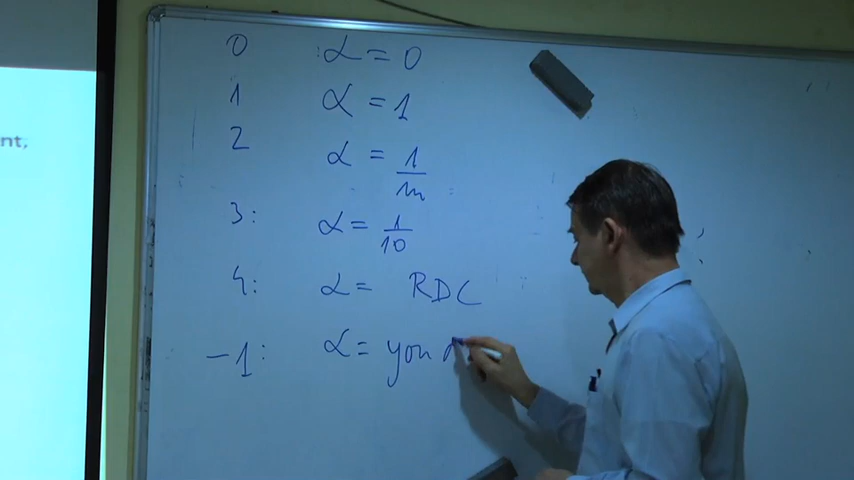 nt,
0 α = 0
1 α = 1
2 α = 1/m
3: α = 1/10
4: α = RDC
-1: α = you